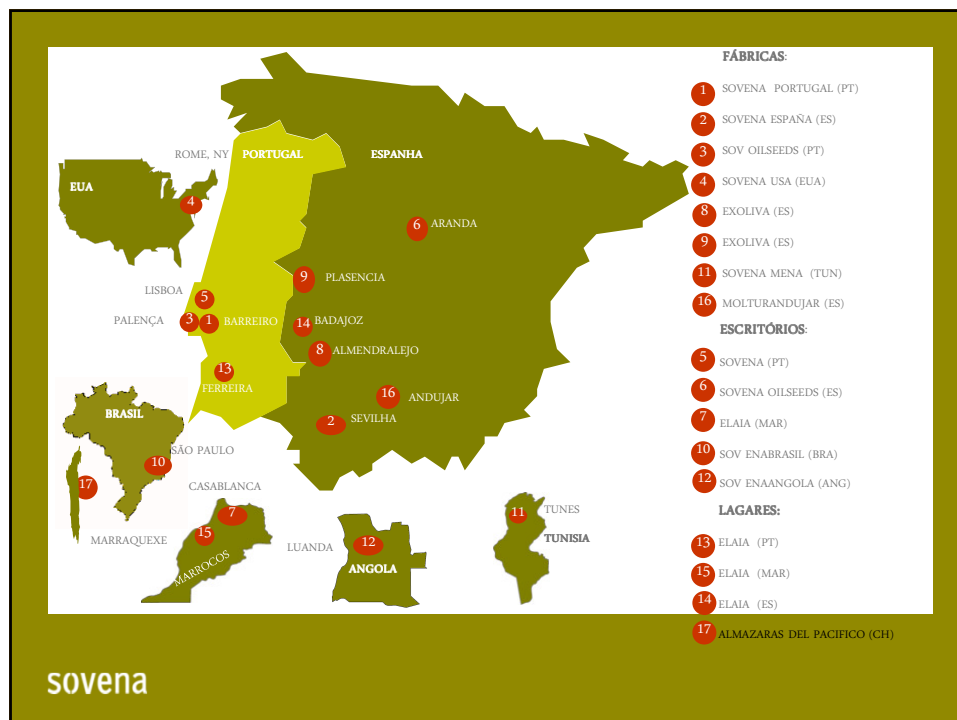 ROME, NY
PORTUGAL
ESPANHA
EUA
4
6 ARANDA
9 PLASENCIA
LISBOA
5
PALENÇA
3
1
BARREIRO
14 BADAJOZ
8 ALMENDRALEJO
13
FERREIRA
16 ANDUJAR
2 SEVILHA
BRASIL
SÃO PAULO
10
17
CASABLANCA
7
MARRAQUEXE
15
MARROCOS
LUANDA
12
ANGOLA
11 TUNES
TUNISIA
FÁBRICAS:
1 SOVENA PORTUGAL (PT)
2 SOVENA ESPAÑA (ES)
3 SOV OILSEEDS (PT)
4 SOVENA USA (EUA)
8 EXOLIVA (ES)
9 EXOLIVA (ES)
11 SOVENA MENA (TUN)
16 MOLTURANDUJAR (ES)
ESCRITÓRIOS:
5 SOVENA (PT)
6 SOVENA OILSEEDS (ES)
7 ELAIA (MAR)
10 SOV ENABRASIL (BRA)
12 SOV ENAANGOLA (ANG)
LAGARES:
13 ELAIA (PT)
15 ELAIA (MAR)
14 ELAIA (ES)
17 ALMAZARAS DEL PACIFICO (CH)
sovena